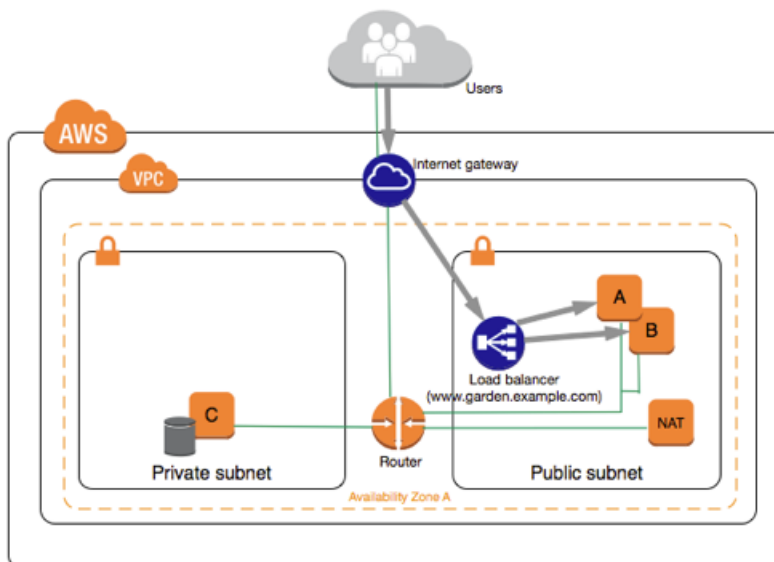 Users
AWS
Internet gateway
VPC
A
B
Load balancer
(www.garden.example.com)
C
NAT
Router
Private subnet
Public subnet
Availability Zone A